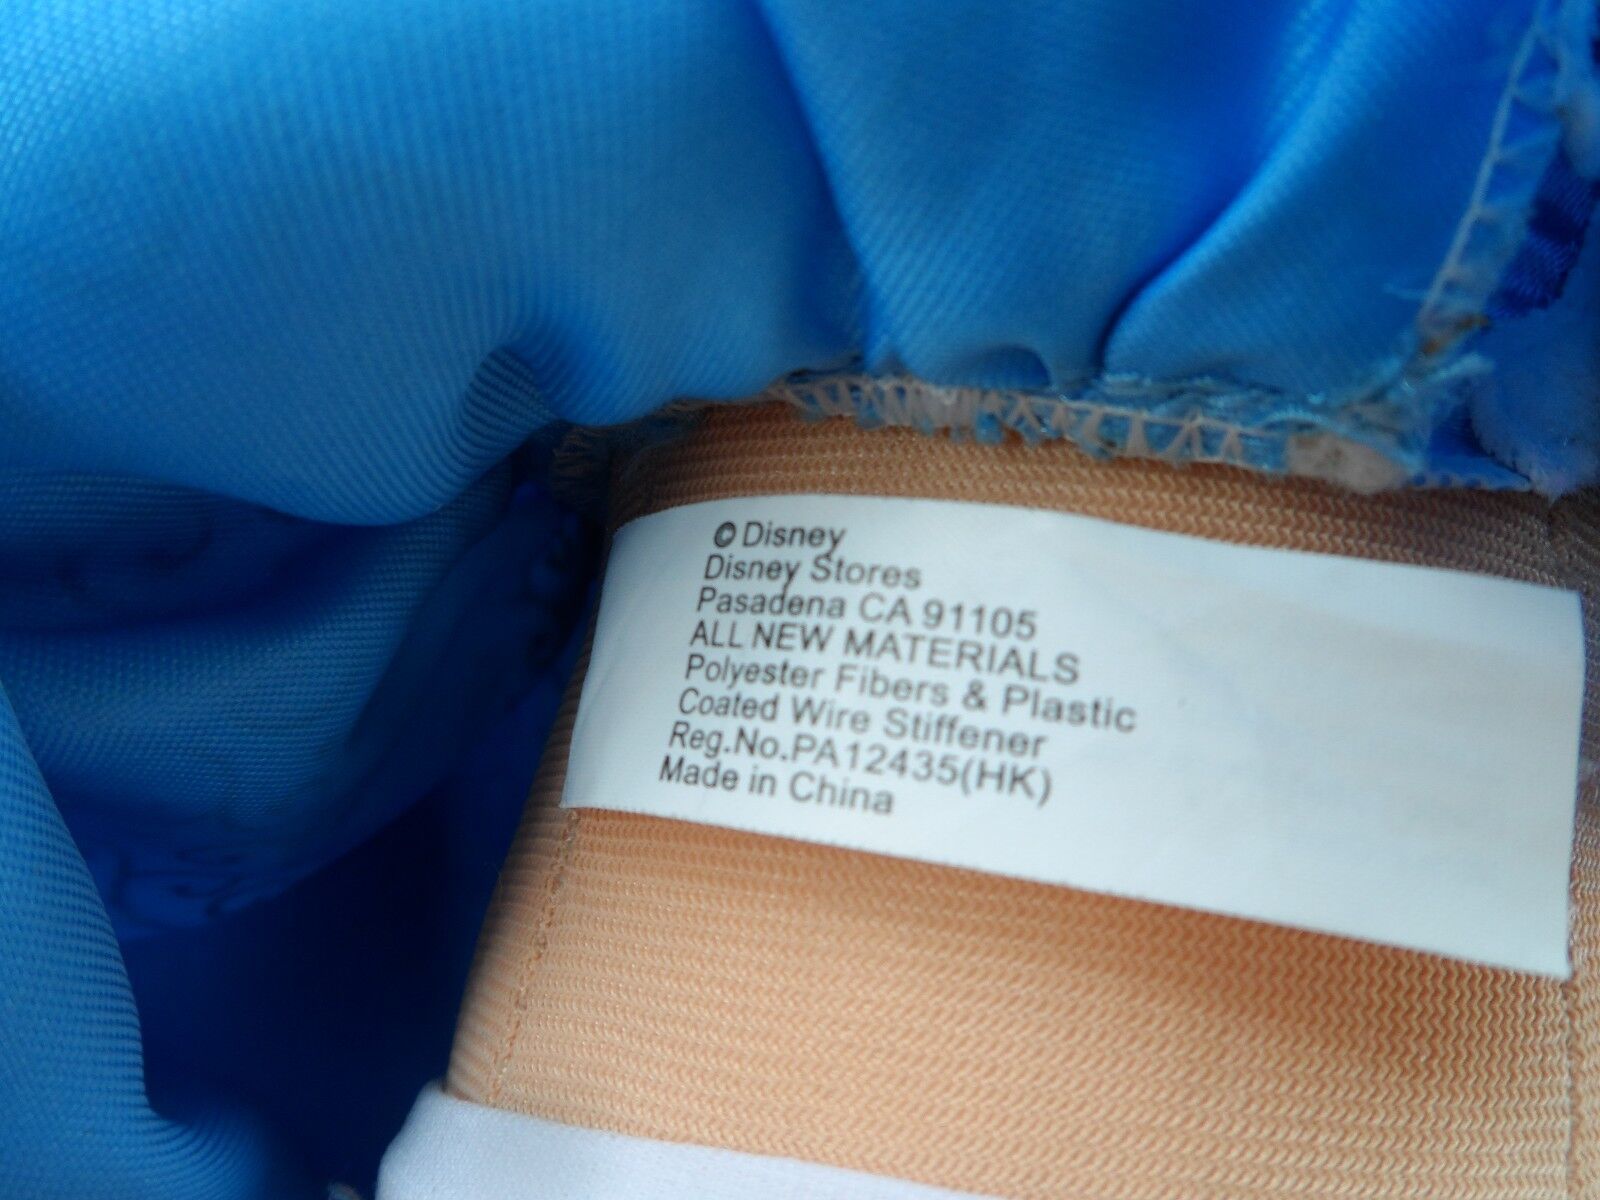 © Disney
Disney Stores
Pasadena CA 91105
ALL NEW MATERIALS
Polyester Fibers & Plastic
Coated Wire Stiffener
Reg.No.PA12435(HK)
Made in China